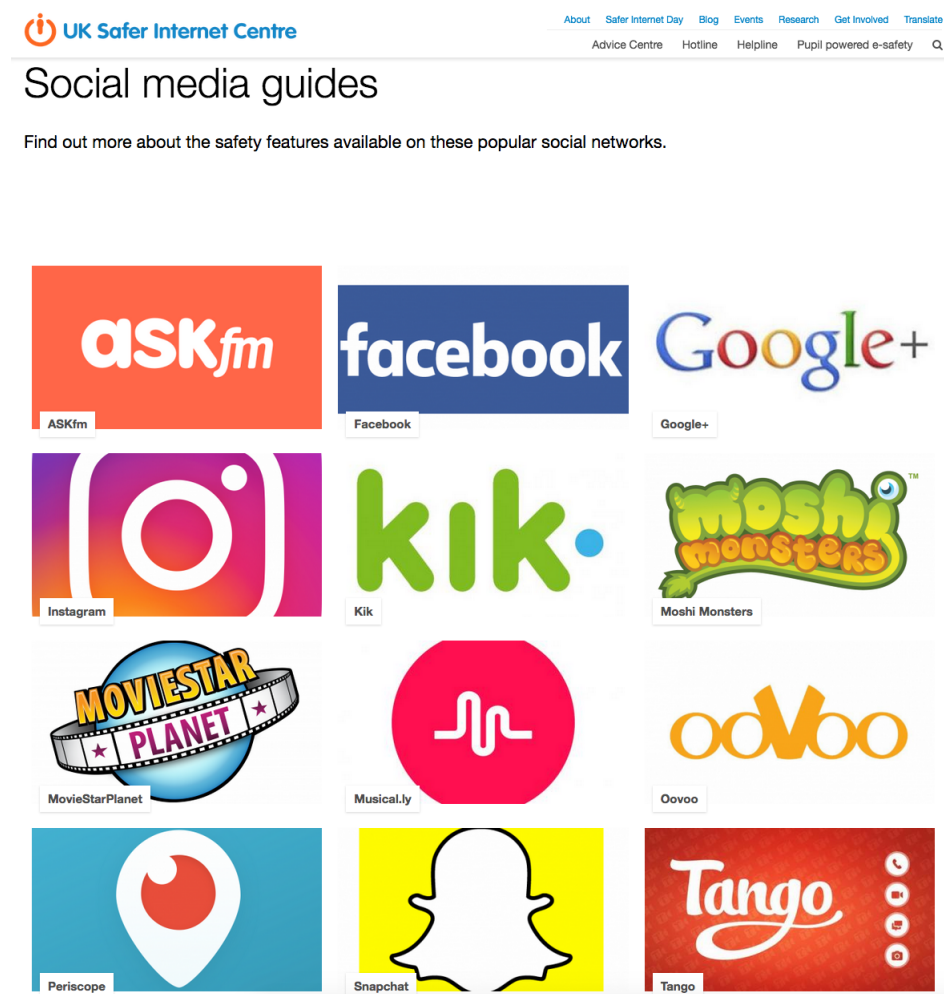 UK Safer Internet Centre
About Safer Internet Day Blog Events Research Get Involved Translate
Advice Centre Hotline Helpline Pupil powered e-safety
Social media guides
Find out more about the safety features available on these popular social networks.
asKfm
facebook
Google+
ASKfm
Facebook
Google+
kik.
moshi
monsters
TM
Instagram
Kik
Moshi Monsters
MOVIESTAR
PLANET
ooVoo
MovieStarPlanet
Musical.ly
Oovoo
Tango
Periscope
Snapchat
Tango